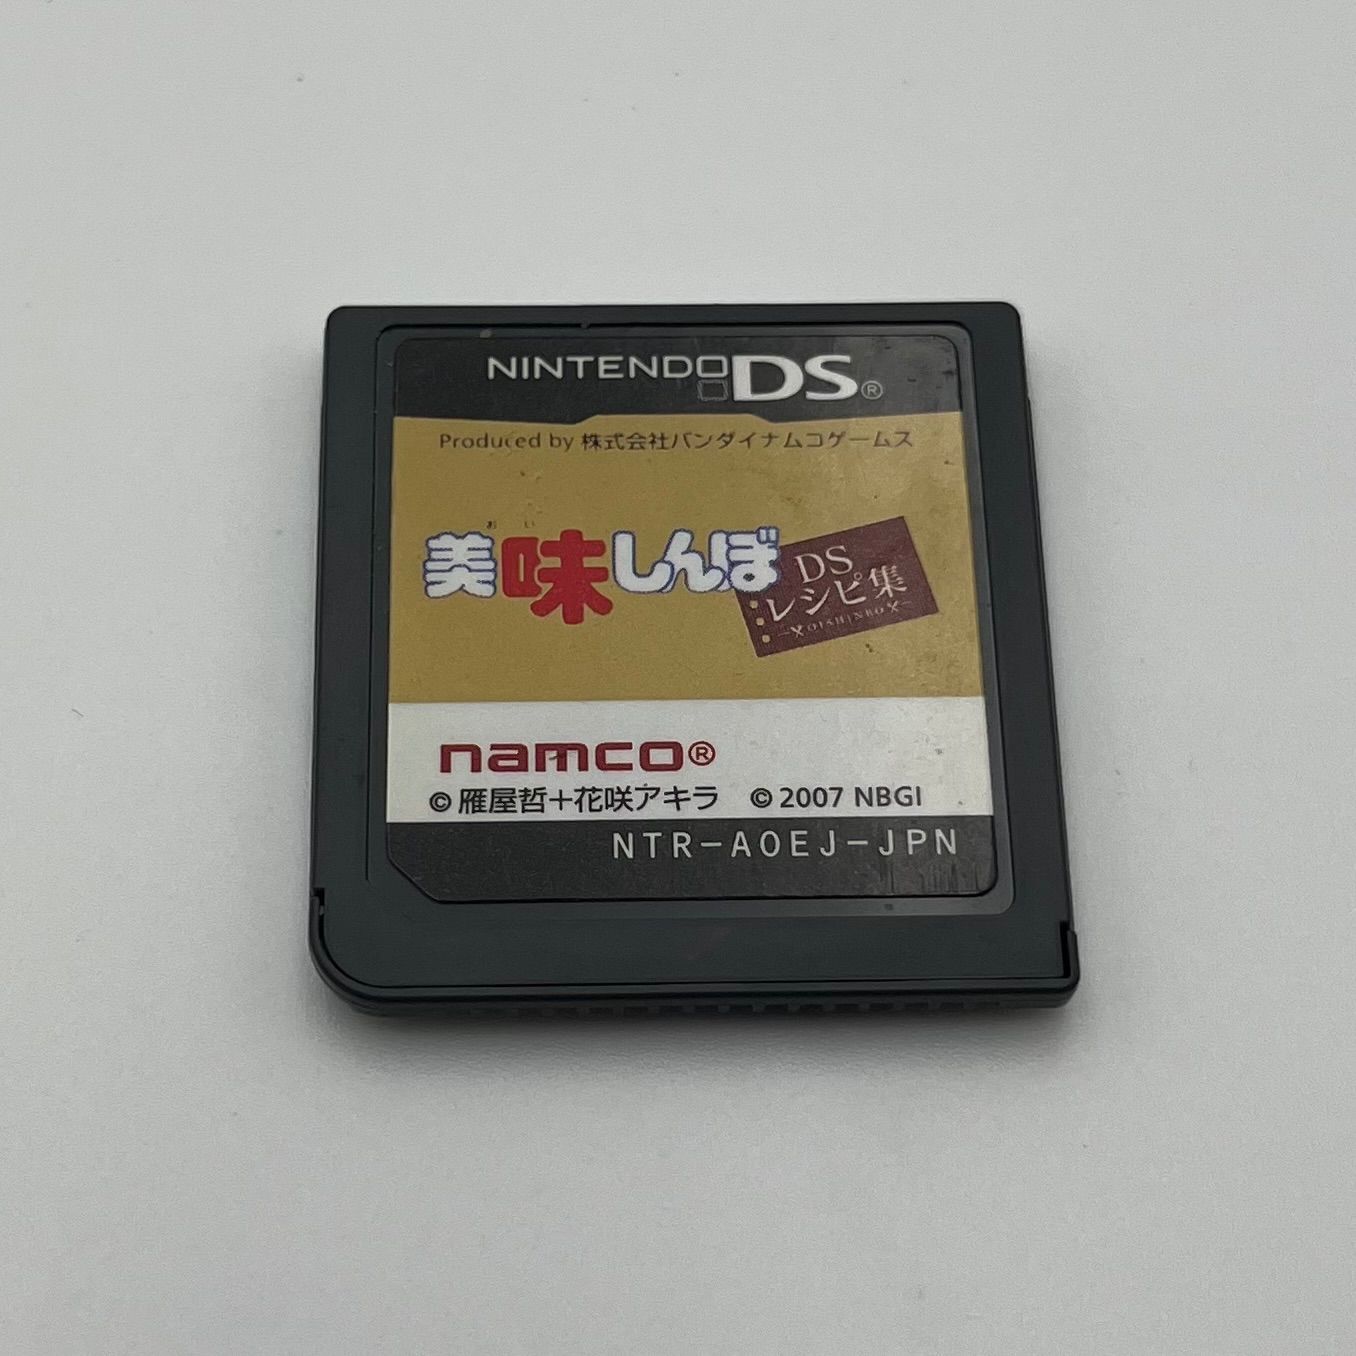 NINTENDO DS®
Produced by 株式会社バンダイナムコゲームス
お い
美味しんぼ
DS
レシピ集
OISHINBO
namco®
© 雁屋哲+花咲アキラ © 2007 NBGI
NTR-AOEJ-JPN